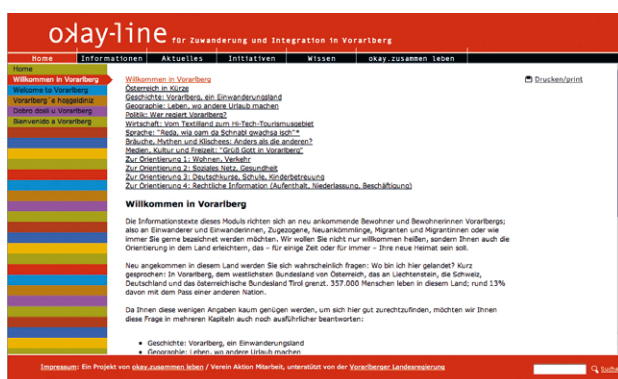 okay-line für Zuwanderung und Integration in Vorarlberg
Home Informationen Aktuelles Initiativen Wissen okay.zusammen leben
Home
Willkommen in Vorarlberg
Welcome to Vorarlberg
Vorarlberg´e hoşgeldiniz
Dobro dosli u Vorarlberg
Bienvenido a Vorarlberg
Willkommen in Vorarlberg
Drucken/print
Österreich in Kürze
Geschichte: Vorarlberg, ein Einwanderungsland
Geographie: Leben, wo andere Urlaub machen
Politik: Wer regiert Vorarlberg?
Wirtschaft: Vom Textilland zum Hi-Tech-Tourismusgebiet
Sprache: "Reda, wia oam da Schnabl gwachsa isch"*
Bräuche, Mythen und Klischees: Anders als die anderen?
Medien, Kultur und Freizeit: "Grüß Gott in Vorarlberg"
Zur Orientierung 1: Wohnen, Verkehr
Zur Orientierung 2: Soziales Netz, Gesundheit
Zur Orientierung 3: Deutschkurse, Schule, Kinderbetreuung
Zur Orientierung 4: Rechtliche Information (Aufenthalt, Niederlassung, Beschäftigung)
Willkommen in Vorarlberg
Die Informationstexte dieses Moduls richten sich an neu ankommende Bewohner und Bewohnerinnen Vorarlbergs;
also an Einwanderer und Einwanderinnen, Zugezogene, Neuankömmlinge, Migranten und Migrantinnen oder wie
immer Sie gerne bezeichnet werden möchten. Wir wollen Sie nicht nur willkommen heißen, sondern Ihnen auch die
Orientierung in dem Land erleichtern, das – für einige Zeit oder für immer – Ihre neue Heimat sein soll.
Neu angekommen in diesem Land werden Sie sich wahrscheinlich fragen: Wo bin ich hier gelandet? Kurz
gesprochen: In Vorarlberg, dem westlichsten Bundesland von Österreich, das an Liechtenstein, die Schweiz,
Deutschland und das österreichische Bundesland Tirol grenzt. 357.000 Menschen leben in diesem Land; rund 13%
davon mit dem Pass einer anderen Nation.
Da Ihnen diese wenigen Angaben kaum genügen werden, um sich hier gut zurechtzufinden, möchten wir Ihnen
diese Frage in mehreren Kapiteln auch noch ausführlicher beantworten:
• Geschichte: Vorarlberg, ein Einwanderungsland
• Geographie: Leben, wo andere Urlaub machen
Impressum: Ein Projekt von okay.zusammen leben / Verein Aktion Mitarbeit, unterstützt von der Vorarlberger Landesregierung
Suche